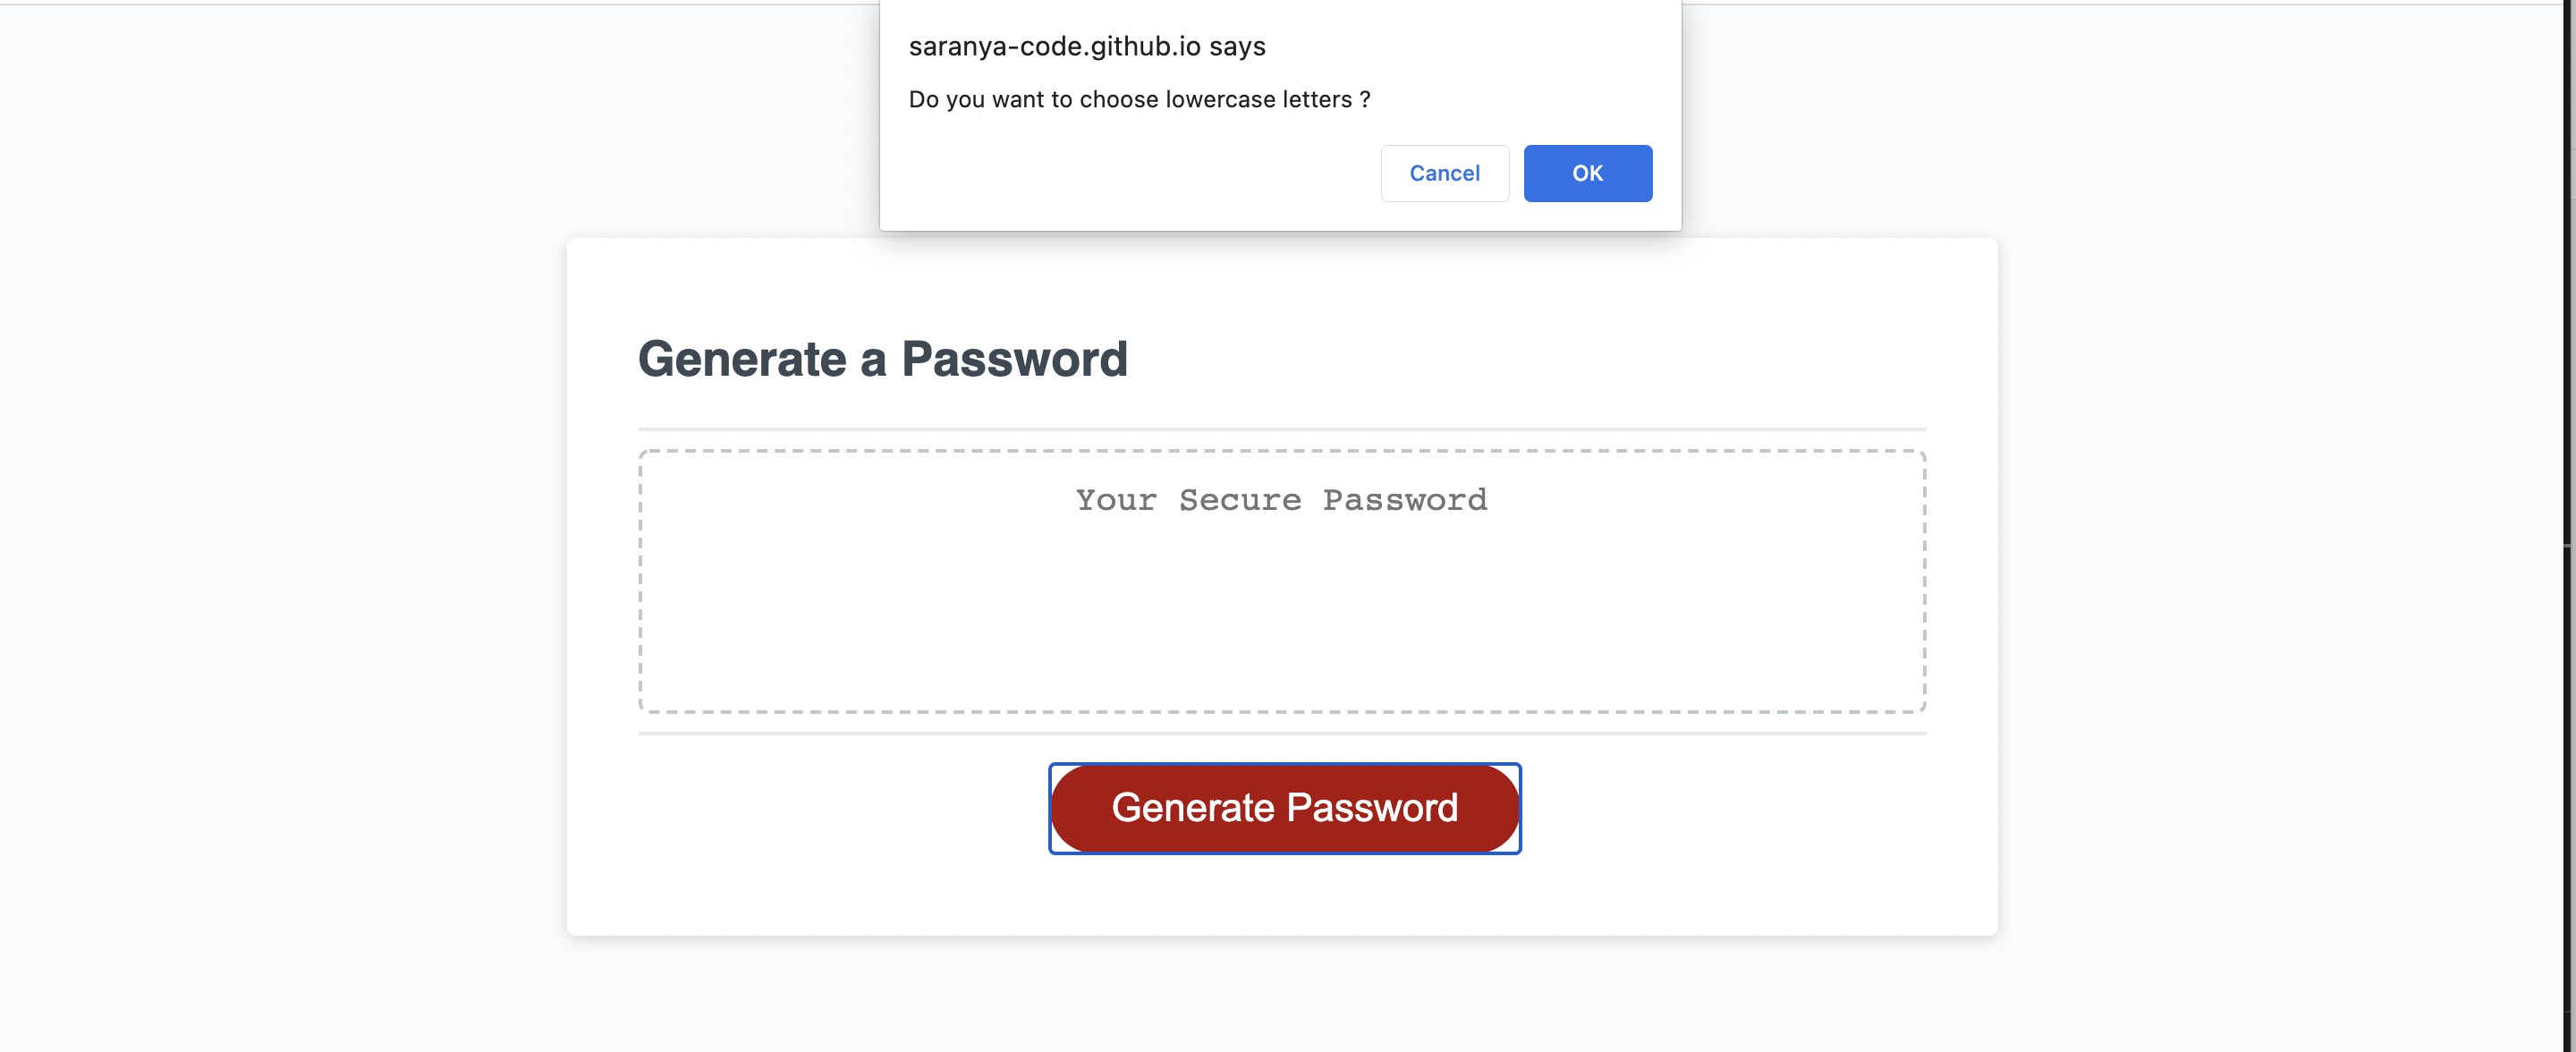 saranya-code.github.io says
Do you want to choose lowercase letters ?
Cancel OK
Generate a Password
Your Secure Password
Generate Password